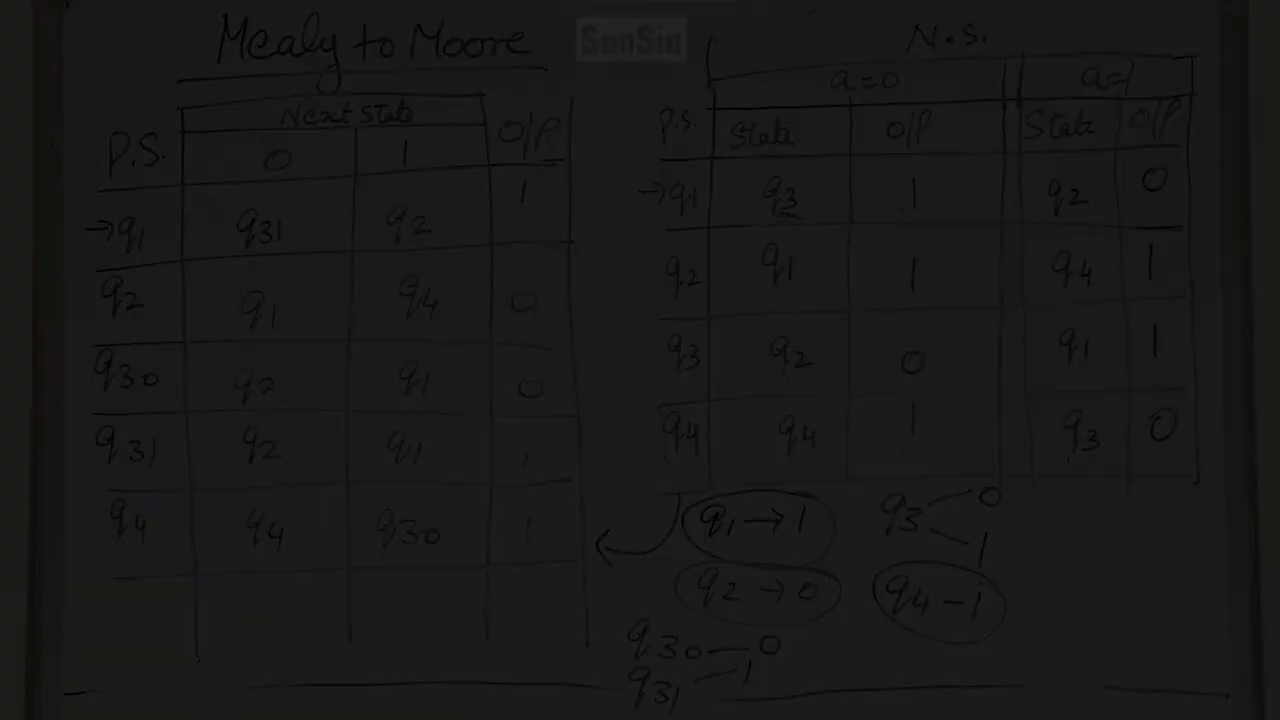 Mealy to Moore
SunSin
P.S. Next State O/P
0 1
→q1 q31 q2 1
q2 q1 q4 0
q30 q2 q1 0
q31 q2 q1 1
q4 q4 q30 1
N.S.
a=0 a=1
P.S. State O/P State O/P
→q1 q3 1 q2 0
q2 q1 1 q4 1
q3 q2 0 q1 1
q4 q4 1 q3 0
q1 → 1
q2 → 0
q3 0
1
q4 – 1
q30 — 0
q31 — 1